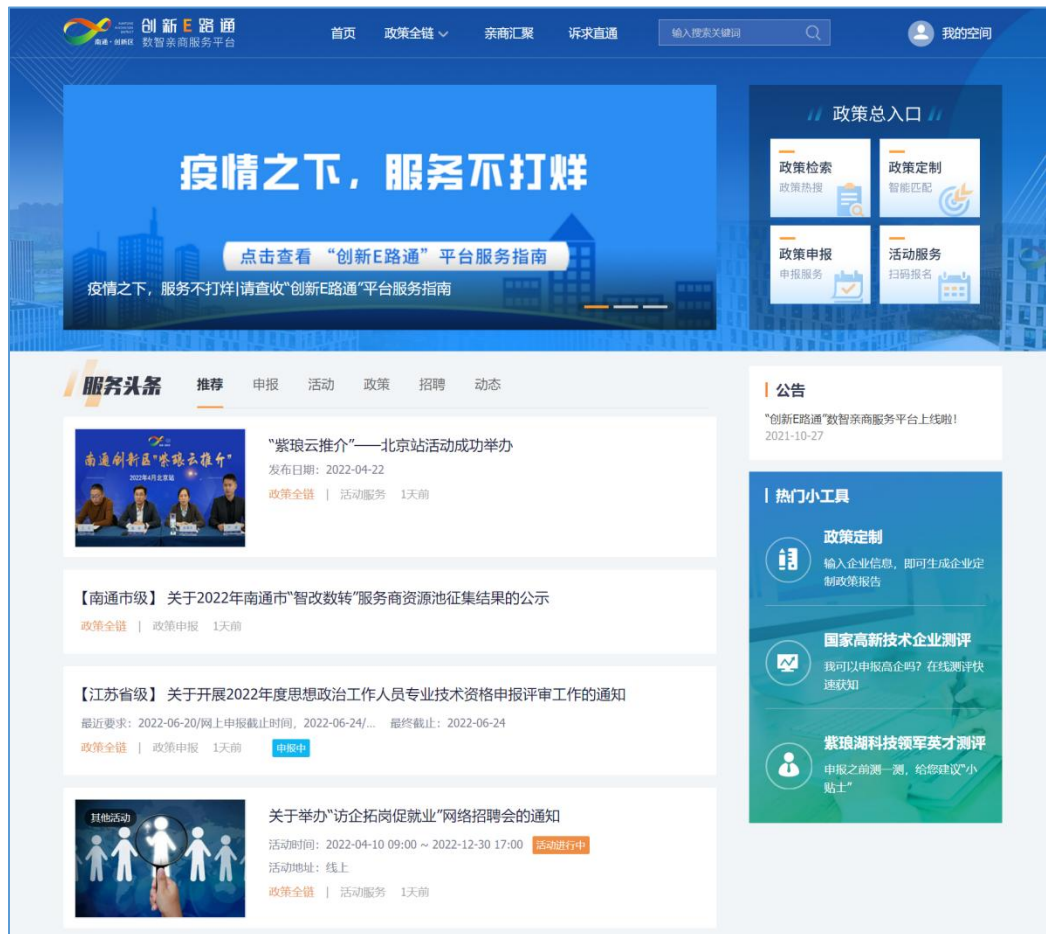 创新E路通
南通·创新区 数智亲商服务平台
首页 政策全链 亲商汇聚 诉求直通 输入搜索关键词 我的空间
疫情之下，服务不打烊
点击查看 “创新E路通”平台服务指南
疫情之下，服务不打烊|请查收“创新E路通”平台服务指南
政策总入口
政策检索
政策热搜
政策定制
智能匹配
政策申报
申报服务
活动服务
扫码报名
服务头条 推荐 申报 活动 政策 招聘 动态
南通创新区“紫琅云推介”
2022年4月北京站
“紫琅云推介”——北京站活动成功举办
发布日期：2022-04-22
政策全链 | 活动服务 1天前
【南通市级】关于2022年南通市“智改数转”服务商资源池征集结果的公示
政策全链 | 政策申报 1天前
【江苏省级】关于开展2022年度思想政治工作人员专业技术资格申报评审工作的通知
最近要求：2022-06-20/网上申报截止时间，2022-06-24/... 最终截止：2022-06-24
政策全链 | 政策申报 1天前 申报中
其他活动
关于举办“访企拓岗促就业”网络招聘会的通知
活动时间：2022-04-10 09:00 ~ 2022-12-30 17:00 活动进行中
活动地址：线上
政策全链 | 活动服务 1天前
公告
“创新E路通”数智亲商服务平台上线啦！
2021-10-27
热门小工具
政策定制
输入企业信息，即可生成企业定
制政策报告
国家高新技术企业测评
我可以申报高企吗？在线测评快
速获知
紫琅湖科技领军英才测评
申报之前测一测，给您建议“小
贴士”